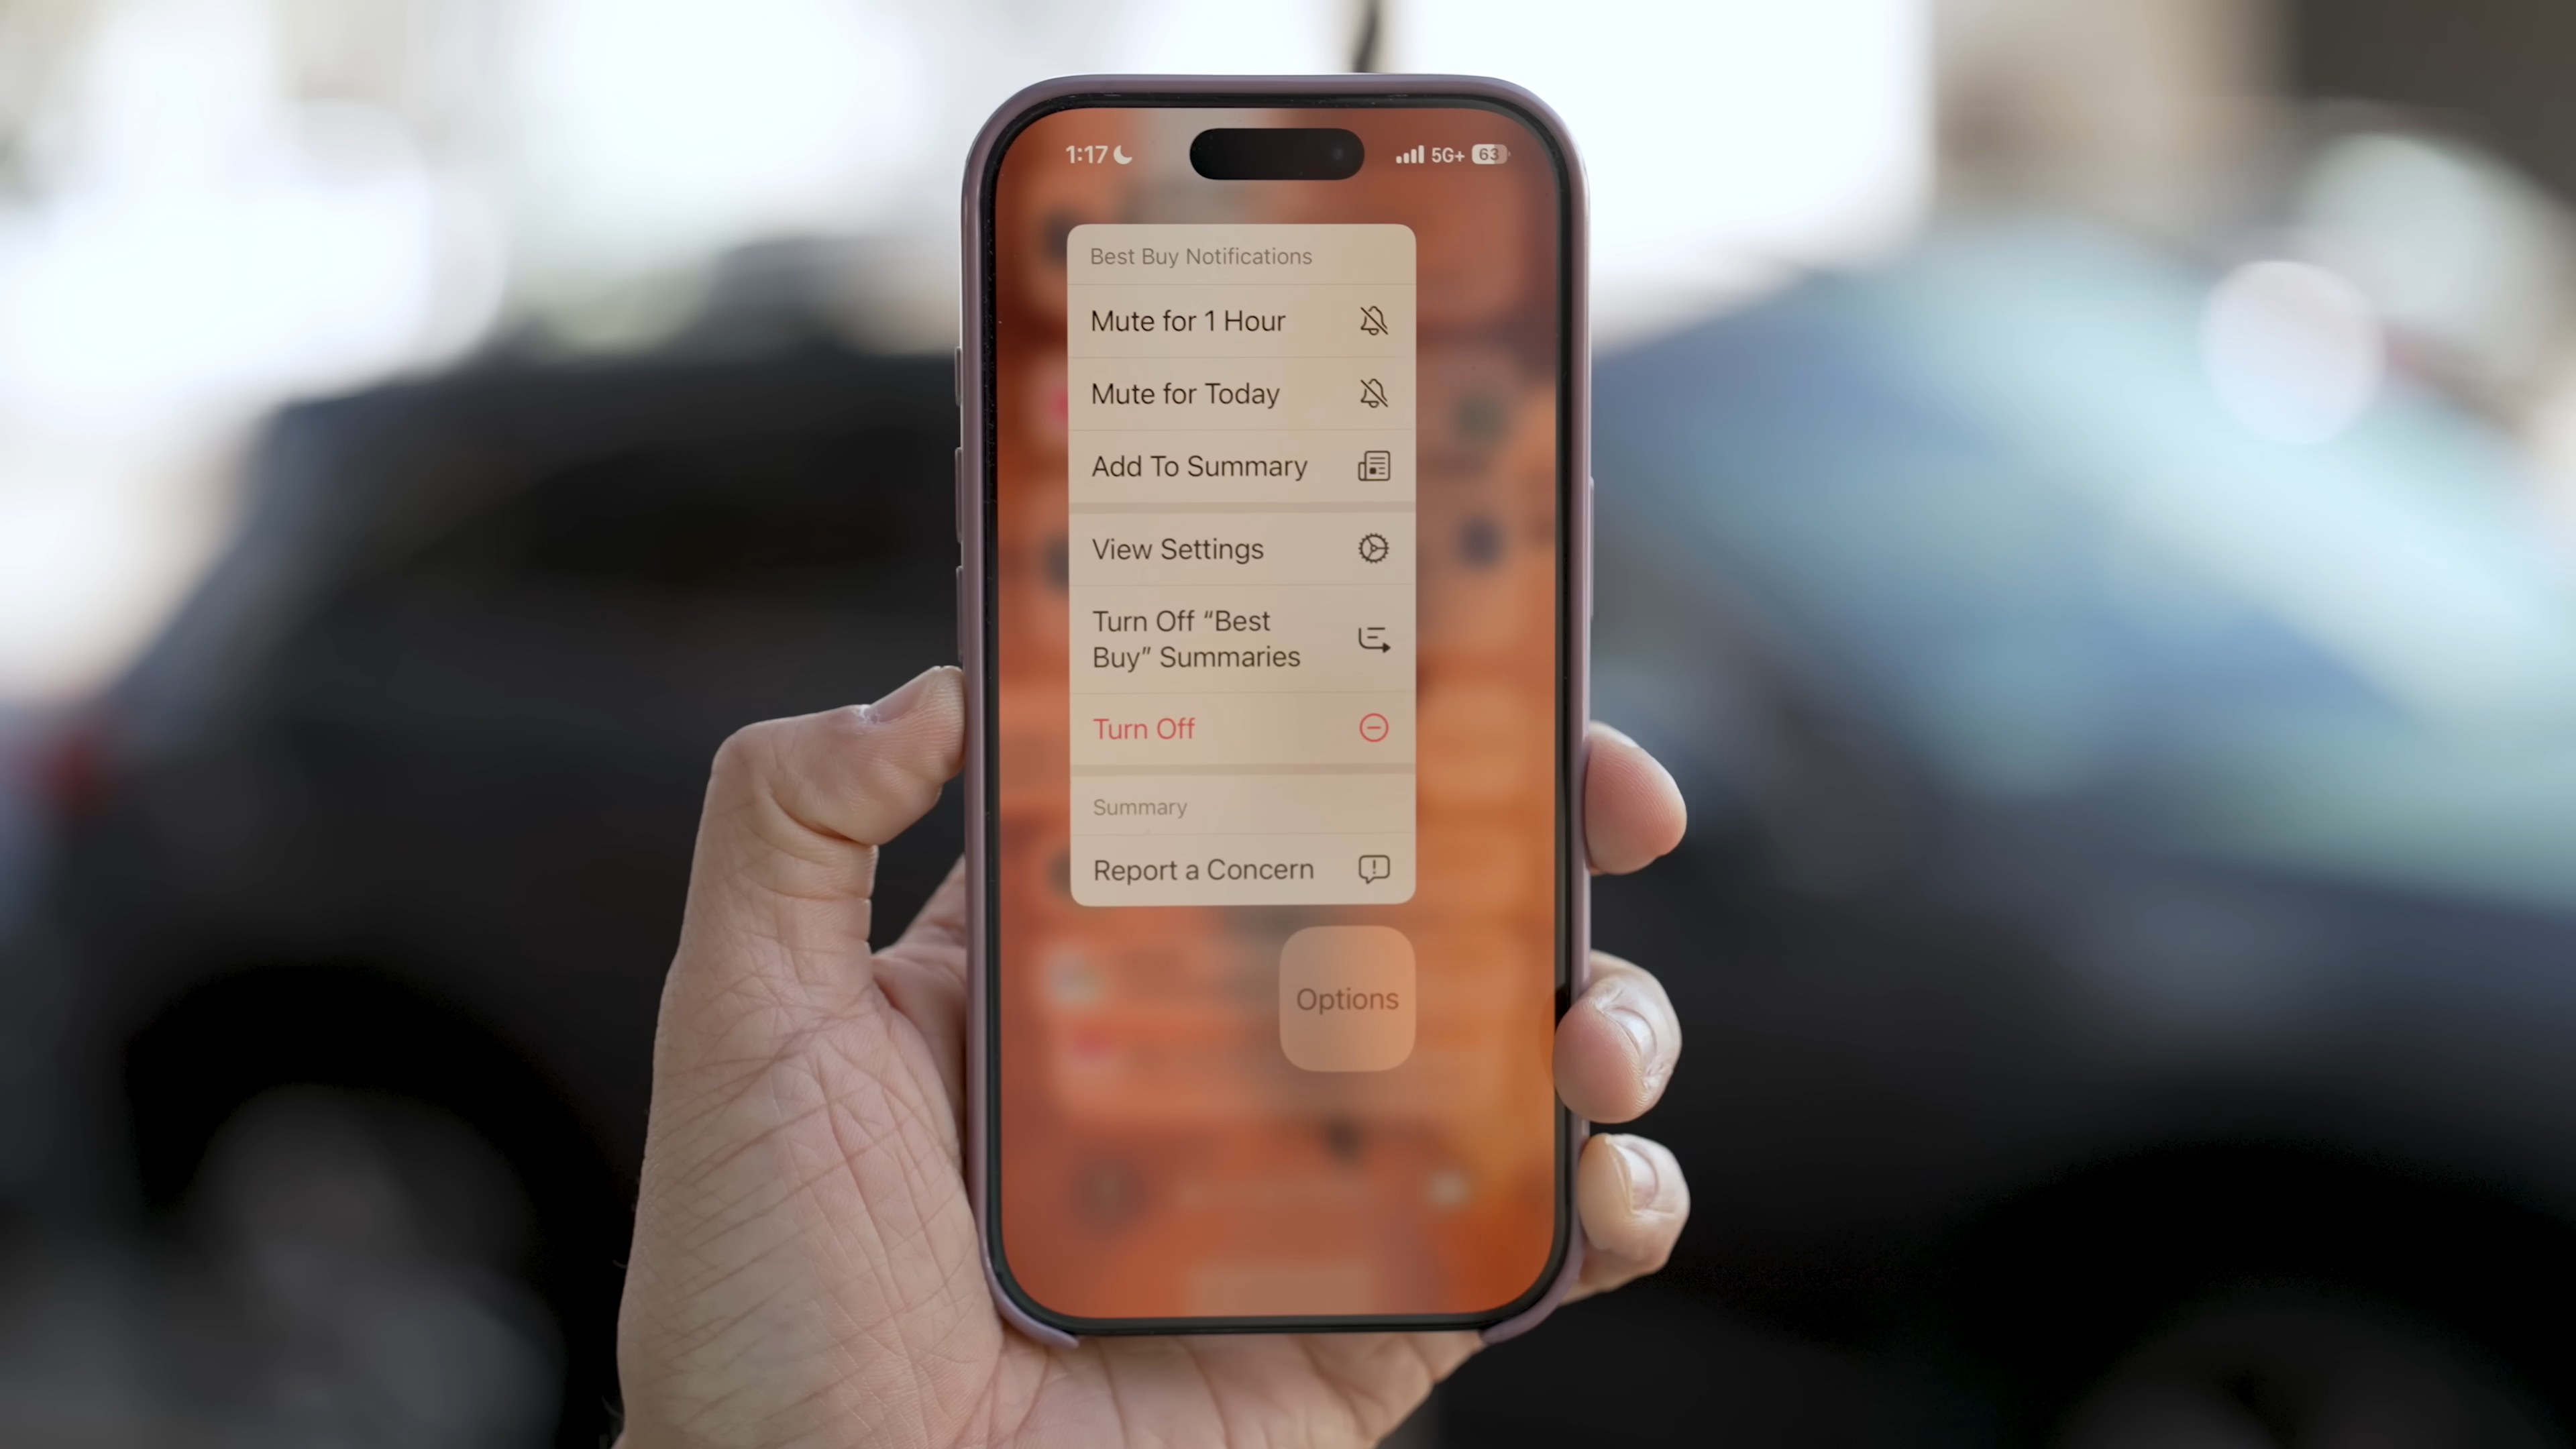 1:17 5G+ 63
Best Buy Notifications
Mute for 1 Hour
Mute for Today
Add To Summary
View Settings
Turn Off “Best
Buy” Summaries
Turn Off
Summary
Report a Concern
Options